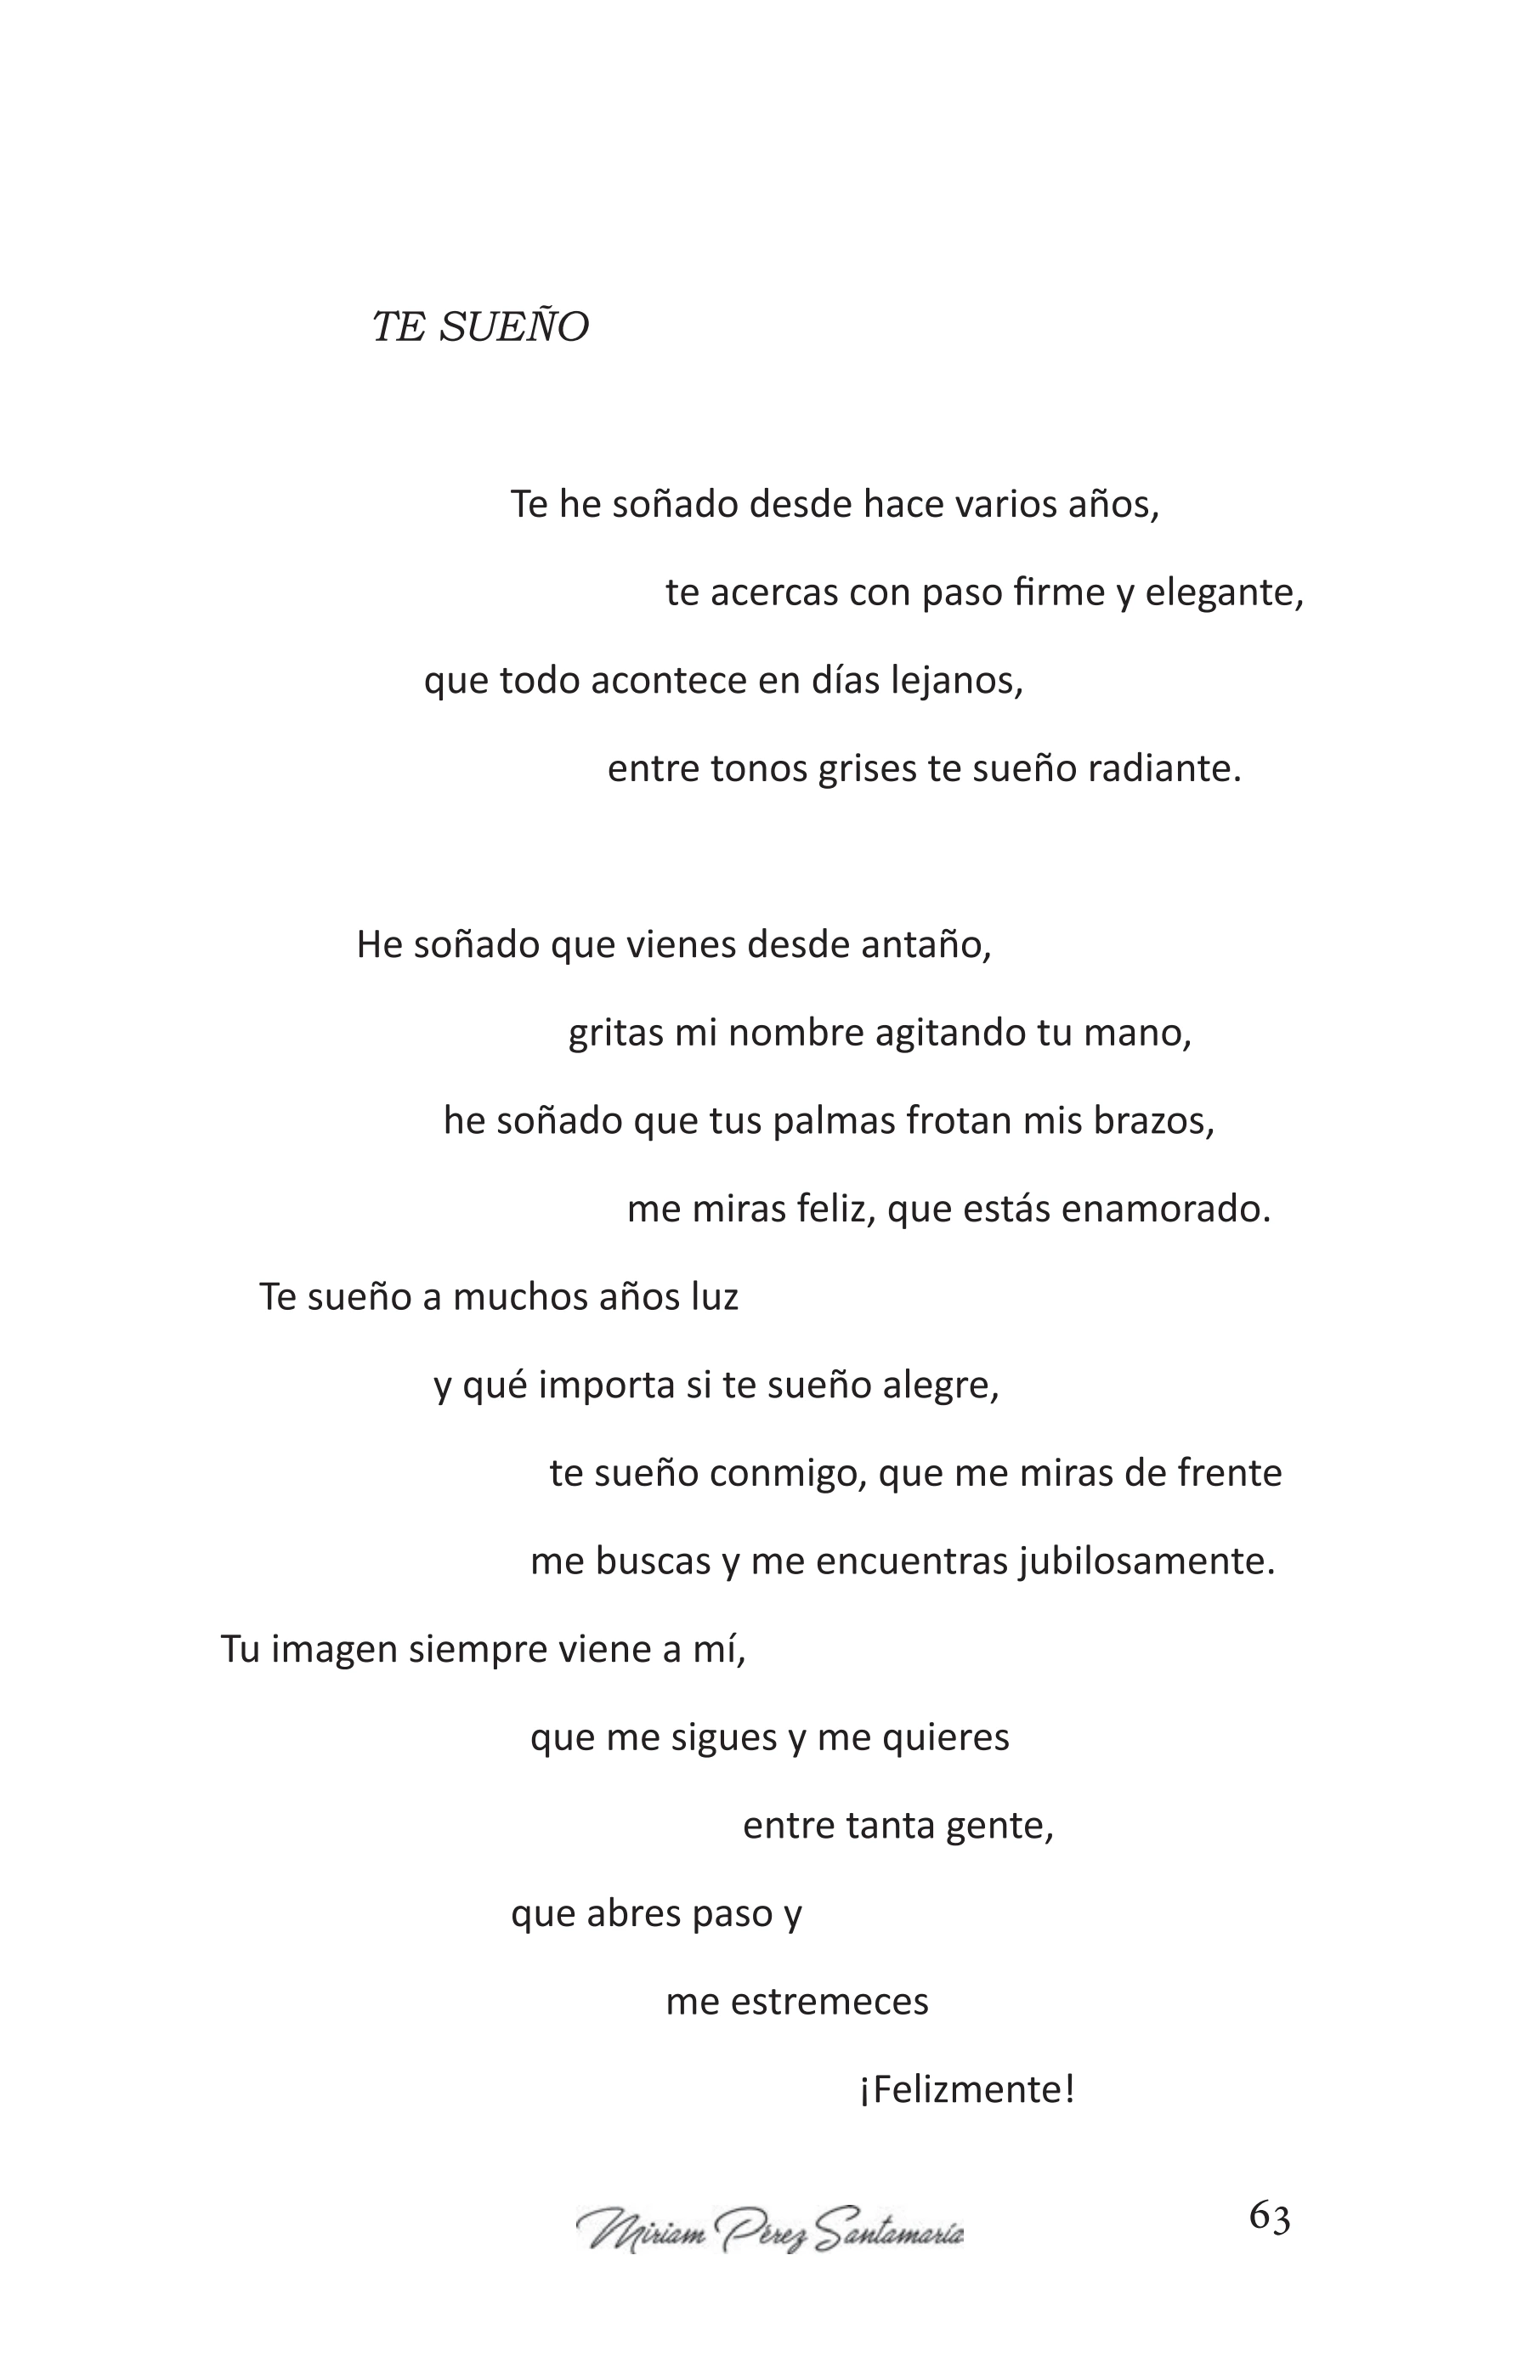 TE SUEÑO
Te he soñado desde hace varios años,
te acercas con paso firme y elegante,
que todo acontece en días lejanos,
entre tonos grises te sueño radiante.
He soñado que vienes desde antaño,
gritas mi nombre agitando tu mano,
he soñado que tus palmas frotan mis brazos,
me miras feliz, que estás enamorado.
Te sueño a muchos años luz
y qué importa si te sueño alegre,
te sueño conmigo, que me miras de frente
me buscas y me encuentras jubilosamente.
Tu imagen siempre viene a mí,
que me sigues y me quieres
entre tanta gente,
que abres paso y
me estremeces
¡Felizmente!
Miriam Pérez Santamaría
63